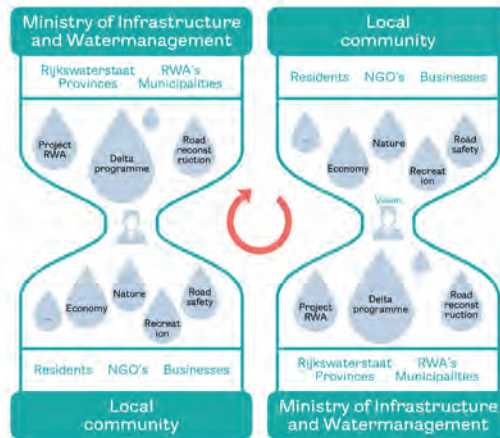 Ministry of Infrastructure
and Watermanagement
Rijkswaterstaat RWA's
Provinces Municipalities
Project
RWA
Delta
programme
Road
reconst
ruction
...
Economy
Nature
Recreat
ion
Road
safety
Residents NGO's Businesses
Local
community
Local
community
Residents NGO's Businesses
...
Economy
Nature
Recreat
ion
Road
safety
Project
RWA
Delta
programme
Road
reconst
ruction
Rijkswaterstaat RWA's
Provinces Municipalities
Ministry of Infrastructure
and Watermanagement